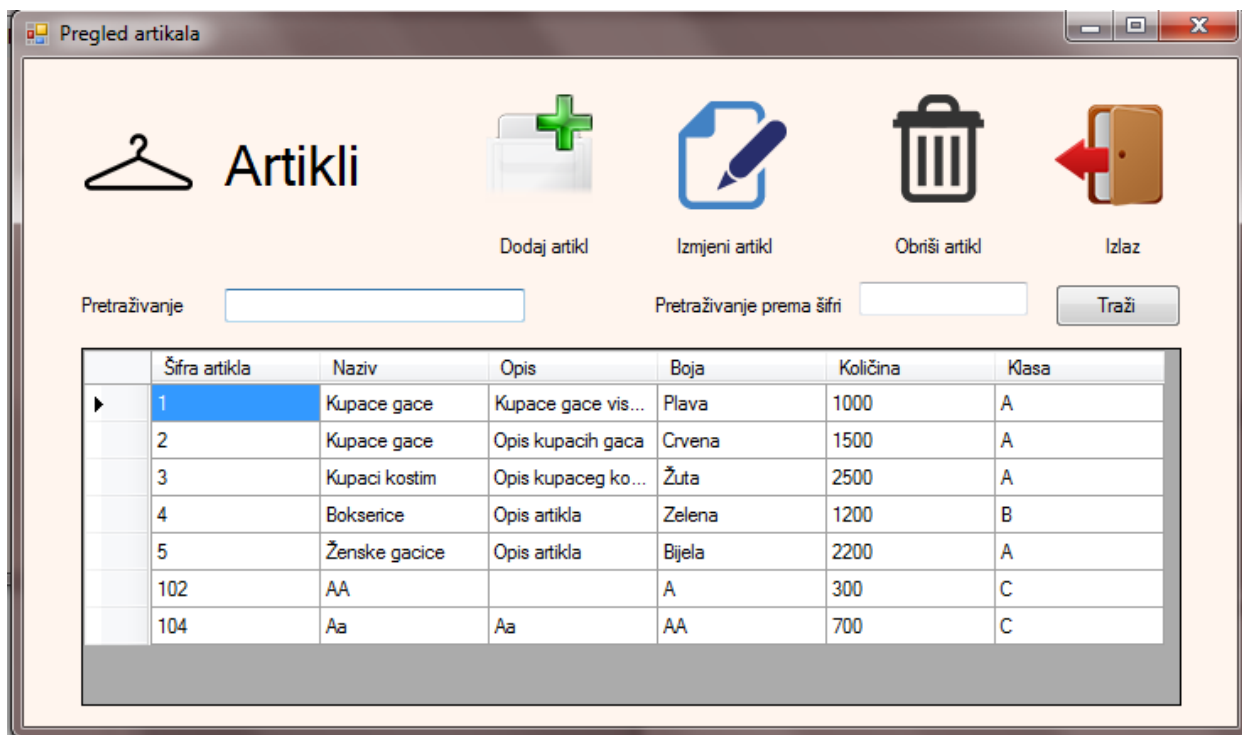 Pregled artikala
Artikli
Dodaj artikl Izmjeni artikl Obriši artikl Izlaz
Pretraživanje Pretraživanje prema šifri Traži
Šifra artikla Naziv Opis Boja Količina Klasa
1 Kupace gace Kupace gace vis... Plava 1000 A
2 Kupace gace Opis kupacih gaca Crvena 1500 A
3 Kupaci kostim Opis kupaceg ko... Žuta 2500 A
4 Bokserice Opis artikla Zelena 1200 B
5 Ženske gacice Opis artikla Bijela 2200 A
102 AA A 300 C
104 Aa Aa AA 700 C